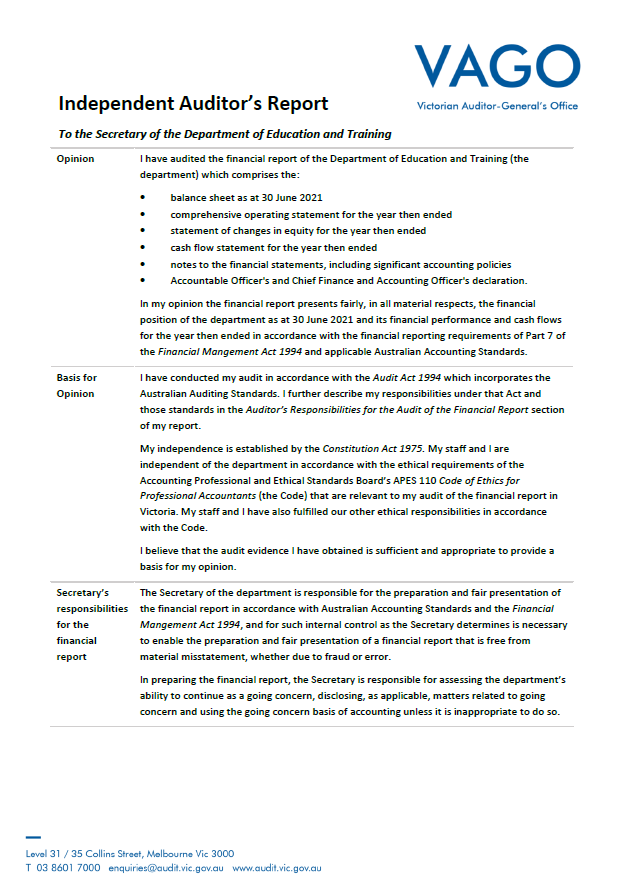 VAGO
Victorian Auditor-General's Office
Independent Auditor's Report
To the Secretary of the Department of Education and Training
Opinion
I have audited the financial report of the Department of Education and Training (the
department) which comprises the:
• balance sheet as at 30 June 2021
• comprehensive operating statement for the year then ended
• statement of changes in equity for the year then ended
• cash flow statement for the year then ended
• notes to the financial statements, including significant accounting policies
• Accountable Officer's and Chief Finance and Accounting Officer's declaration.
In my opinion the financial report presents fairly, in all material respects, the financial
position of the department as at 30 June 2021 and its financial performance and cash flows
for the year then ended in accordance with the financial reporting requirements of Part 7 of
the Financial Mangement Act 1994 and applicable Australian Accounting Standards.
Basis for
Opinion
I have conducted my audit in accordance with the Audit Act 1994 which incorporates the
Australian Auditing Standards. I further describe my responsibilities under that Act and
those standards in the Auditor's Responsibilities for the Audit of the Financial Report section
of my report.
My independence is established by the Constitution Act 1975. My staff and I are
independent of the department in accordance with the ethical requirements of the
Accounting Professional and Ethical Standards Board's APES 110 Code of Ethics for
Professional Accountants (the Code) that are relevant to my audit of the financial report in
Victoria. My staff and I have also fulfilled our other ethical responsibilities in accordance
with the Code.
I believe that the audit evidence I have obtained is sufficient and appropriate to provide a
basis for my opinion.
Secretary's
responsibilities
for the
financial
report
The Secretary of the department is responsible for the preparation and fair presentation of
the financial report in accordance with Australian Accounting Standards and the Financial
Mangement Act 1994, and for such internal control as the Secretary determines is necessary
to enable the preparation and fair presentation of a financial report that is free from
material misstatement, whether due to fraud or error.
In preparing the financial report, the Secretary is responsible for assessing the department's
ability to continue as a going concern, disclosing, as applicable, matters related to going
concern and using the going concern basis of accounting unless it is inappropriate to do so.
Level 31 / 35 Collins Street, Melbourne Vic 3000
T 03 8601 7000 enquiries@audit.vic.gov.au www.audit.vic.gov.au